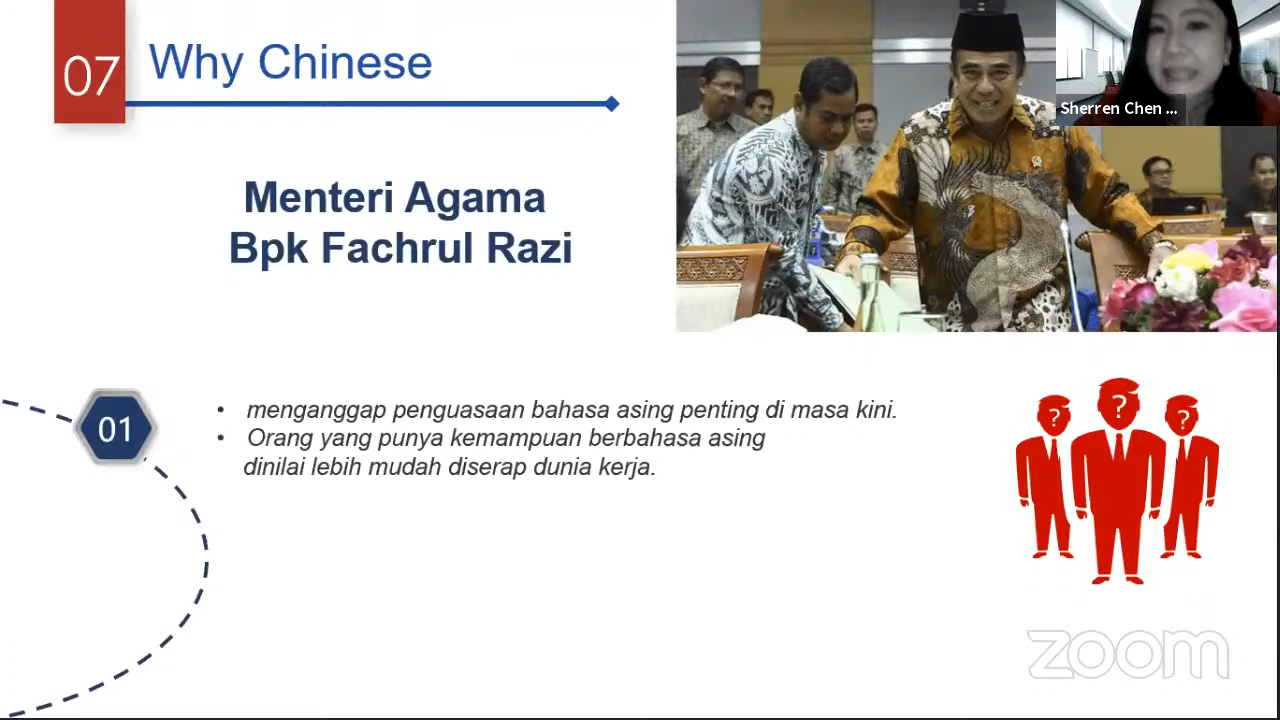 07
Why Chinese
Sherren Chen ...
Menteri Agama
Bpk Fachrul Razi
01
• menganggap penguasaan bahasa asing penting di masa kini.
• Orang yang punya kemampuan berbahasa asing
dinilai lebih mudah diserap dunia kerja.
? ? ?
zoom